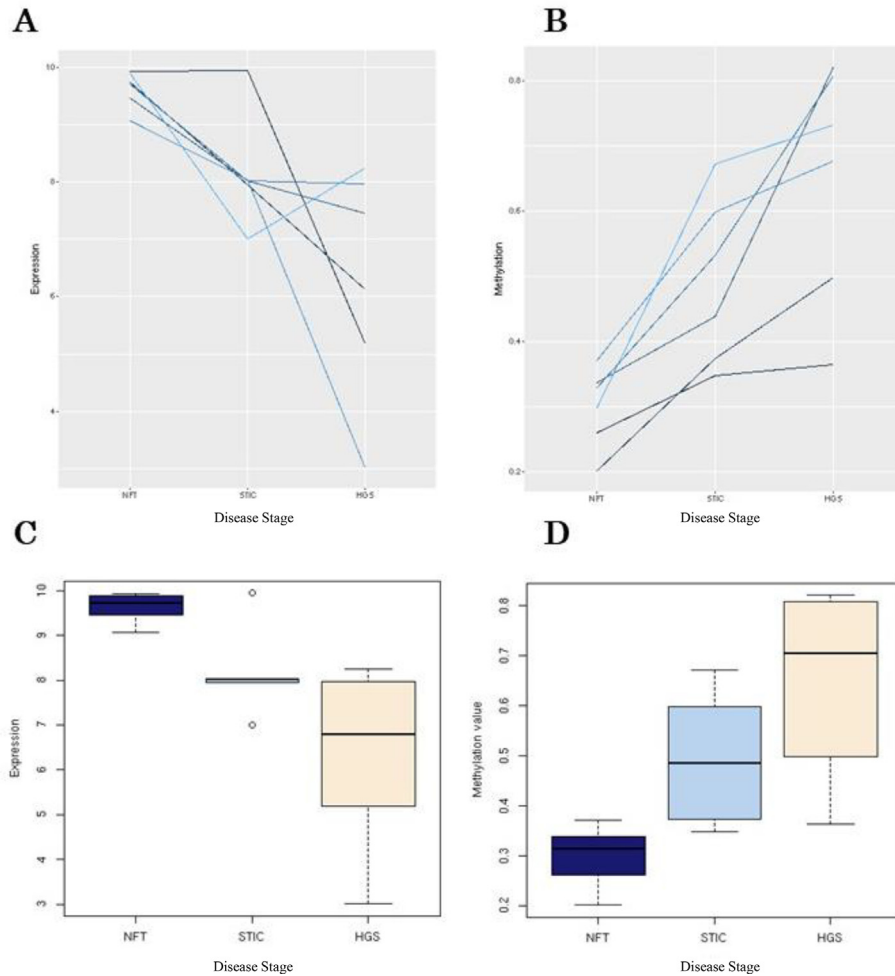 A
B
10
8
6
4
Expression
NFT
STIC
HGS
Disease Stage
0.8
0.6
0.4
0.2
Methylation
NFT
STIC
HGS
Disease Stage
C
D
10
9
8
7
6
5
4
3
Expression
NFT
STIC
HGS
Disease Stage
0.8
0.7
0.6
0.5
0.4
0.3
0.2
Methylation value
NFT
STIC
HGS
Disease Stage